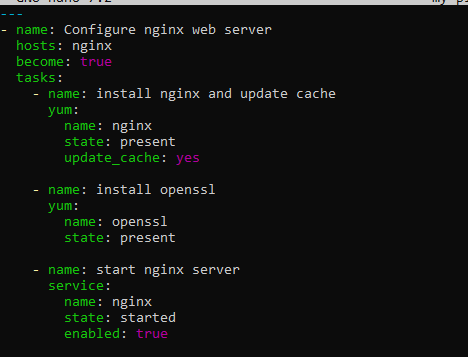 ---
- name: Configure nginx web server
  hosts: nginx
  become: true
  tasks:
    - name: install nginx and update cache
      yum:
        name: nginx
        state: present
        update_cache: yes

    - name: install openssl
      yum:
        name: openssl
        state: present

    - name: start nginx server
      service:
        name: nginx
        state: started
        enabled: true